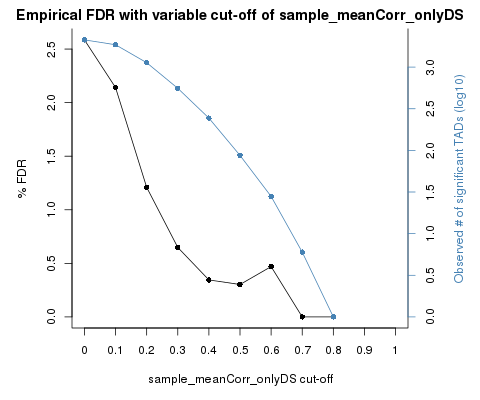 Empirical FDR with variable cut-off of sample_meanCorr_onlyDS
2.5
2.0
1.5
1.0
0.5
0.0
% FDR
3.0
2.5
2.0
1.5
1.0
0.5
0.0
Observed # of significant TADs (log10)
0 0.1 0.2 0.3 0.4 0.5 0.6 0.7 0.8 0.9 1
sample_meanCorr_onlyDS cut-off